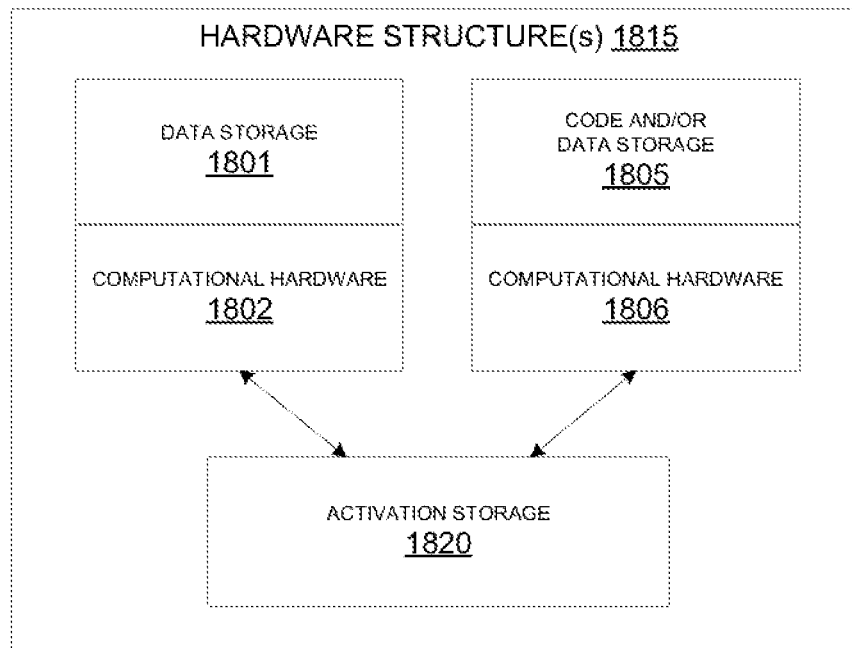 HARDWARE STRUCTURE(s) 1815
DATA STORAGE
1801
CODE AND/OR
DATA STORAGE
1805
COMPUTATIONAL HARDWARE
1802
COMPUTATIONAL HARDWARE
1806
ACTIVATION STORAGE
1820